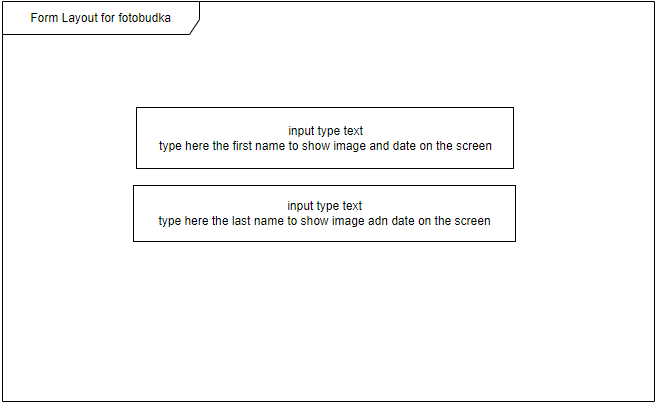 Form Layout for fotobudka
input type text
type here the first name to show image and date on the screen
input type text
type here the last name to show image adn date on the screen